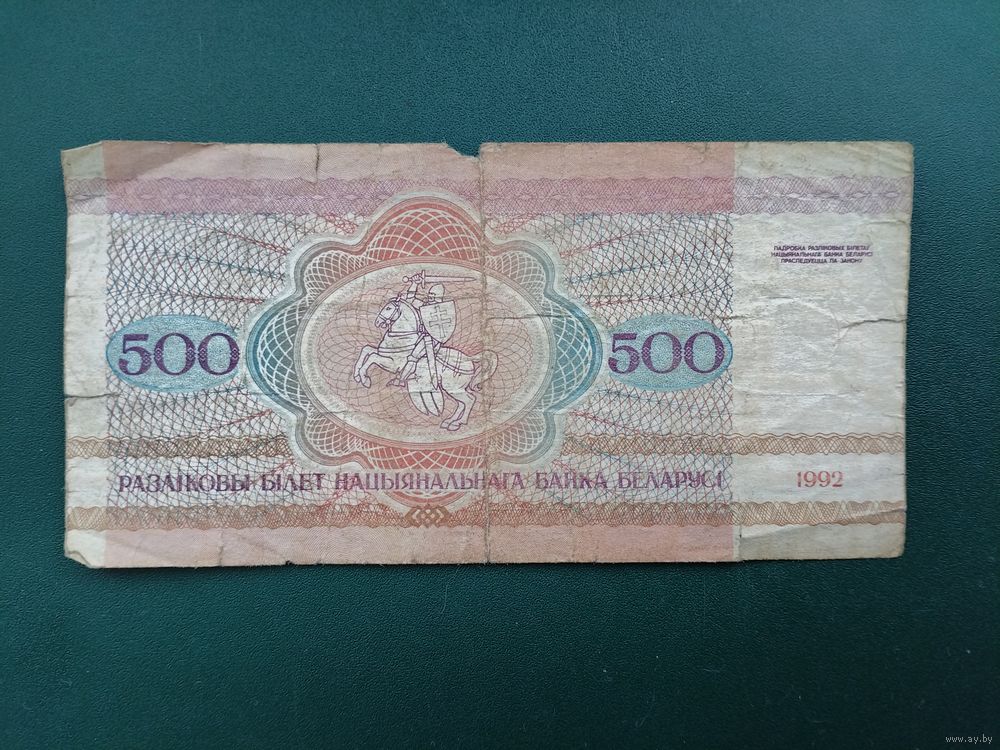 ПАДРОБКА РАЗЛІКОВЫХ БІЛЕТАЎ
НАЦЫЯНАЛЬНАГА БАНКА БЕЛАРУСІ
ПРАСЛЕДУЕЦЦА ПА ЗАКОНУ
500 500
РАЗЛІКОВЫ БІЛЕТ НАЦЫЯНАЛЬНАГА БАНКА БЕЛАРУСІ 1992
www.ay.by